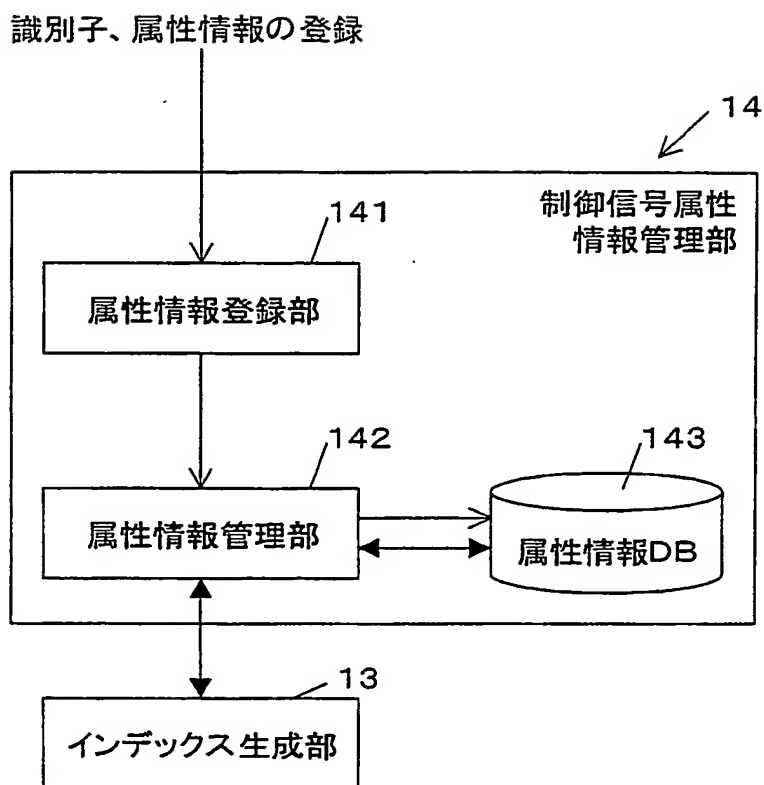 識別子、属性情報の登録
14
制御信号属性
情報管理部
141
属性情報登録部
142
143
属性情報管理部
属性情報DB
13
インデックス生成部